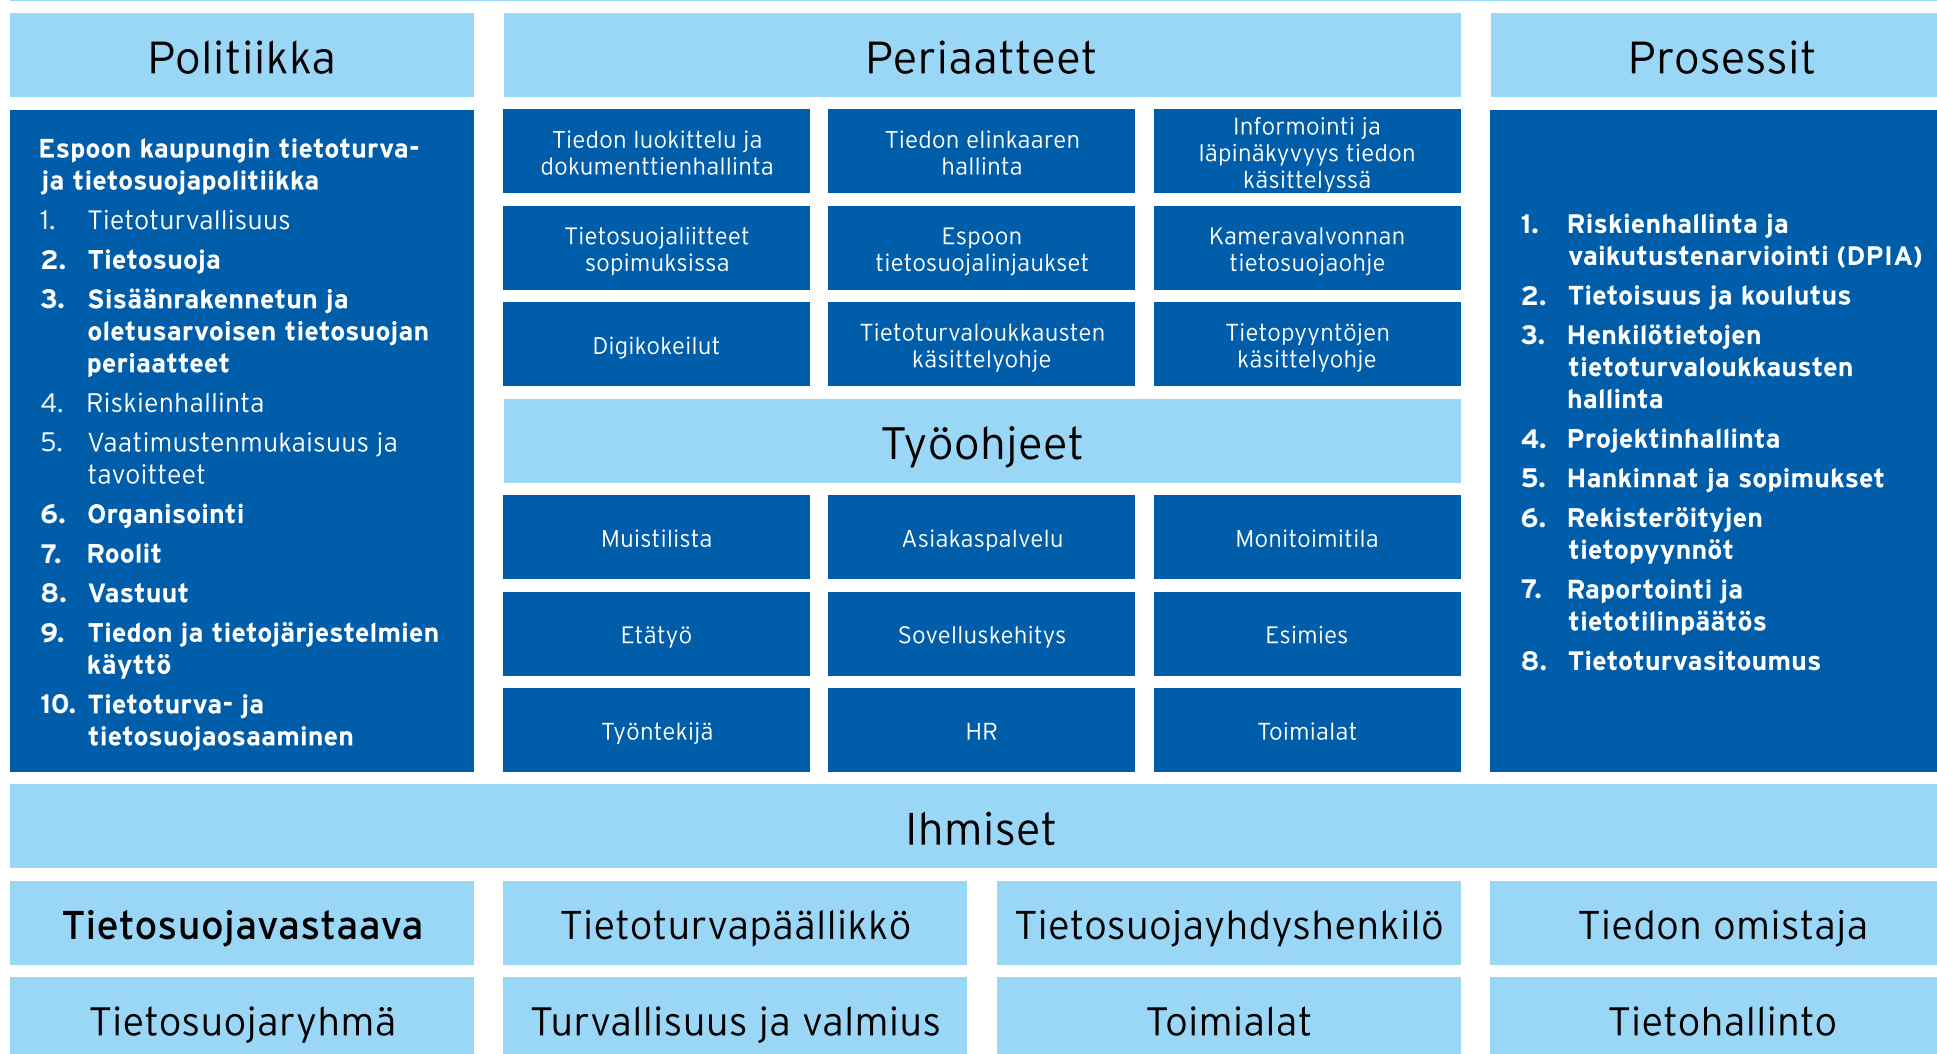 Politiikka
Espoon kaupungin tietoturva-
ja tietosuojapolitiikka
1. Tietoturvallisuus
2. Tietosuoja
3. Sisäänrakennetun ja
oletusarvoisen tietosuojan
periaatteet
4. Riskienhallinta
5. Vaatimustenmukaisuus ja
tavoitteet
6. Organisointi
7. Roolit
8. Vastuut
9. Tiedon ja tietojärjestelmien
käyttö
10. Tietoturva- ja
tietosuojaosaaminen
Periaatteet
Tiedon luokittelu ja
dokumenttienhallinta
Tiedon elinkaaren
hallinta
Informointi ja
läpinäkyvyys tiedon
käsittelyssä
Tietosuojaliitteet
sopimuksissa
Espoon
tietosuojalinjaukset
Kameravalvonnan
tietosuojaohje
Digikokeilut
Tietoturvaloukkausten
käsittelyohje
Tietopyyntöjen
käsittelyohje
Työohjeet
Muistilista
Asiakaspalvelu
Monitoimitila
Etätyö
Sovelluskehitys
Esimies
Työntekijä
HR
Toimialat
Prosessit
1. Riskienhallinta ja
vaikutustenarviointi (DPIA)
2. Tietoisuus ja koulutus
3. Henkilötietojen
tietoturvaloukkausten
hallinta
4. Projektinhallinta
5. Hankinnat ja sopimukset
6. Rekisteröityjen
tietopyynnöt
7. Raportointi ja
tietotilinpäätös
8. Tietoturvasitoumus
Ihmiset
Tietosuojavastaava
Tietoturvapäällikkö
Tietosuojayhdyshenkilö
Tiedon omistaja
Tietosuojaryhmä
Turvallisuus ja valmius
Toimialat
Tietohallinto